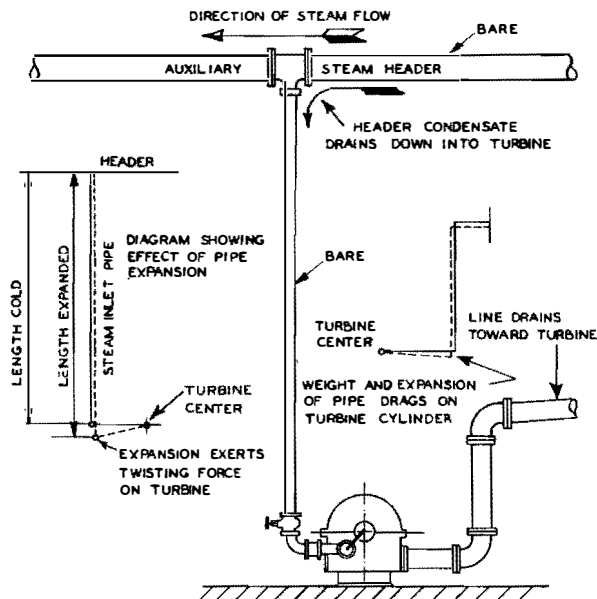 DIRECTION OF STEAM FLOW
BARE
AUXILIARY
STEAM HEADER
HEADER CONDENSATE
DRAINS DOWN INTO TURBINE
HEADER
LENGTH COLD
LENGTH EXPANDED
STEAM INLET PIPE
DIAGRAM SHOWING
EFFECT OF PIPE
EXPANSION
BARE
TURBINE
CENTER
LINE DRAINS
TOWARD TURBINE
WEIGHT AND EXPANSION
OF PIPE DRAGS ON
TURBINE CYLINDER
TURBINE
CENTER
EXPANSION EXERTS
TWISTING FORCE
ON TURBINE